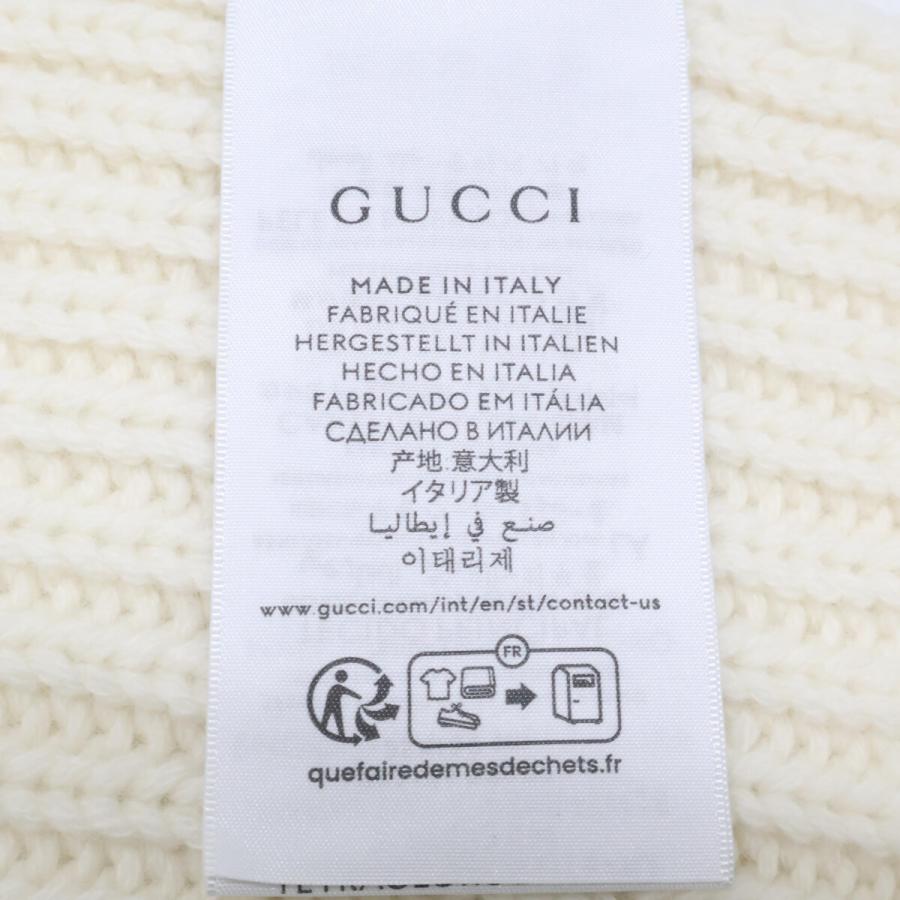 GUCCI
MADE IN ITALY
FABRIQUÉ EN ITALIE
HERGESTELLT IN ITALIEN
HECHO EN ITALIA
FABRICADO EM ITÁLIA
СДЕЛАНО В ИТАЛИИ
产地.意大利
イタリア製
صنع في إيطاليا
이태리제
www.gucci.com/int/en/st/contact-us
FR
quefairedemesdechets.fr